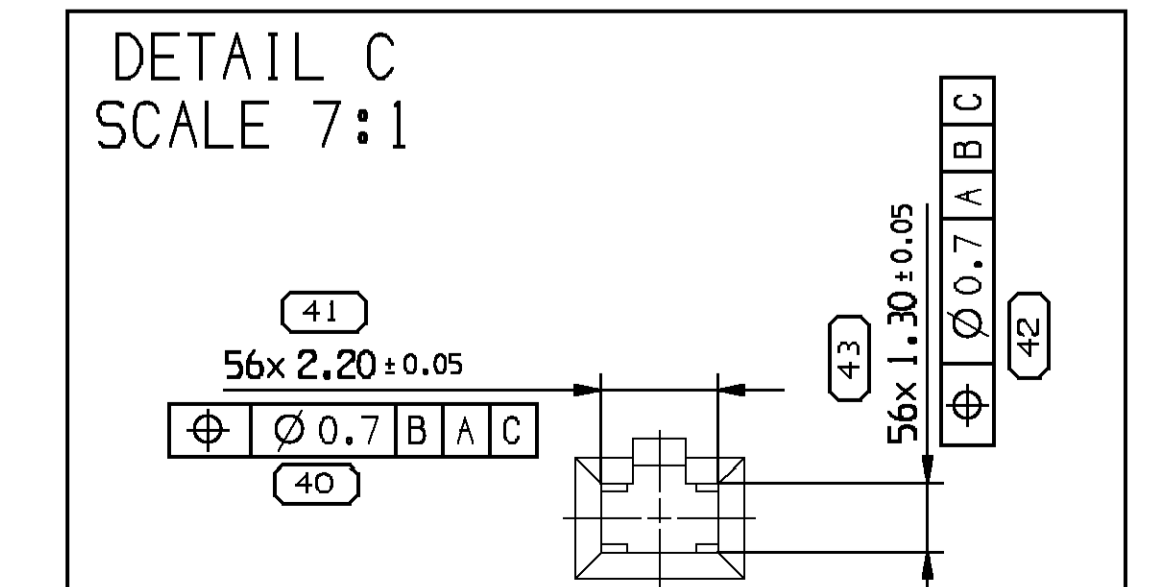 DETAIL C
SCALE 7:1
41
56x 2.20 ±0.05
⌖ Ø0.7 B A C
40
43
56x 1.30 ±0.05
⌖ Ø0.7 A B C
42